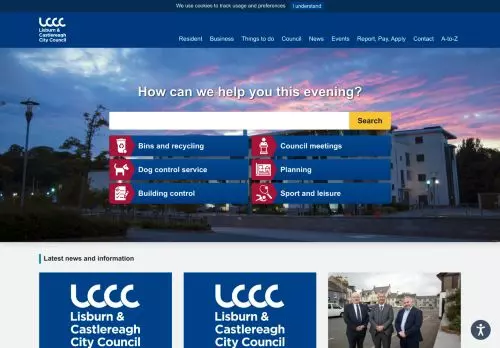 We use cookies to track usage and preferences I understand
LCCC
Lisburn &
Castlereagh
City Council
Resident Business Things to do Council News Events Report, Pay, Apply Contact A-to-Z
How can we help you this evening?
Search
Bins and recycling Council meetings
Dog control service Planning
Building control Sport and leisure
Latest news and information
LCCC LCCC
Lisburn & Lisburn &
Castlereagh Castlereagh
City Council City Council